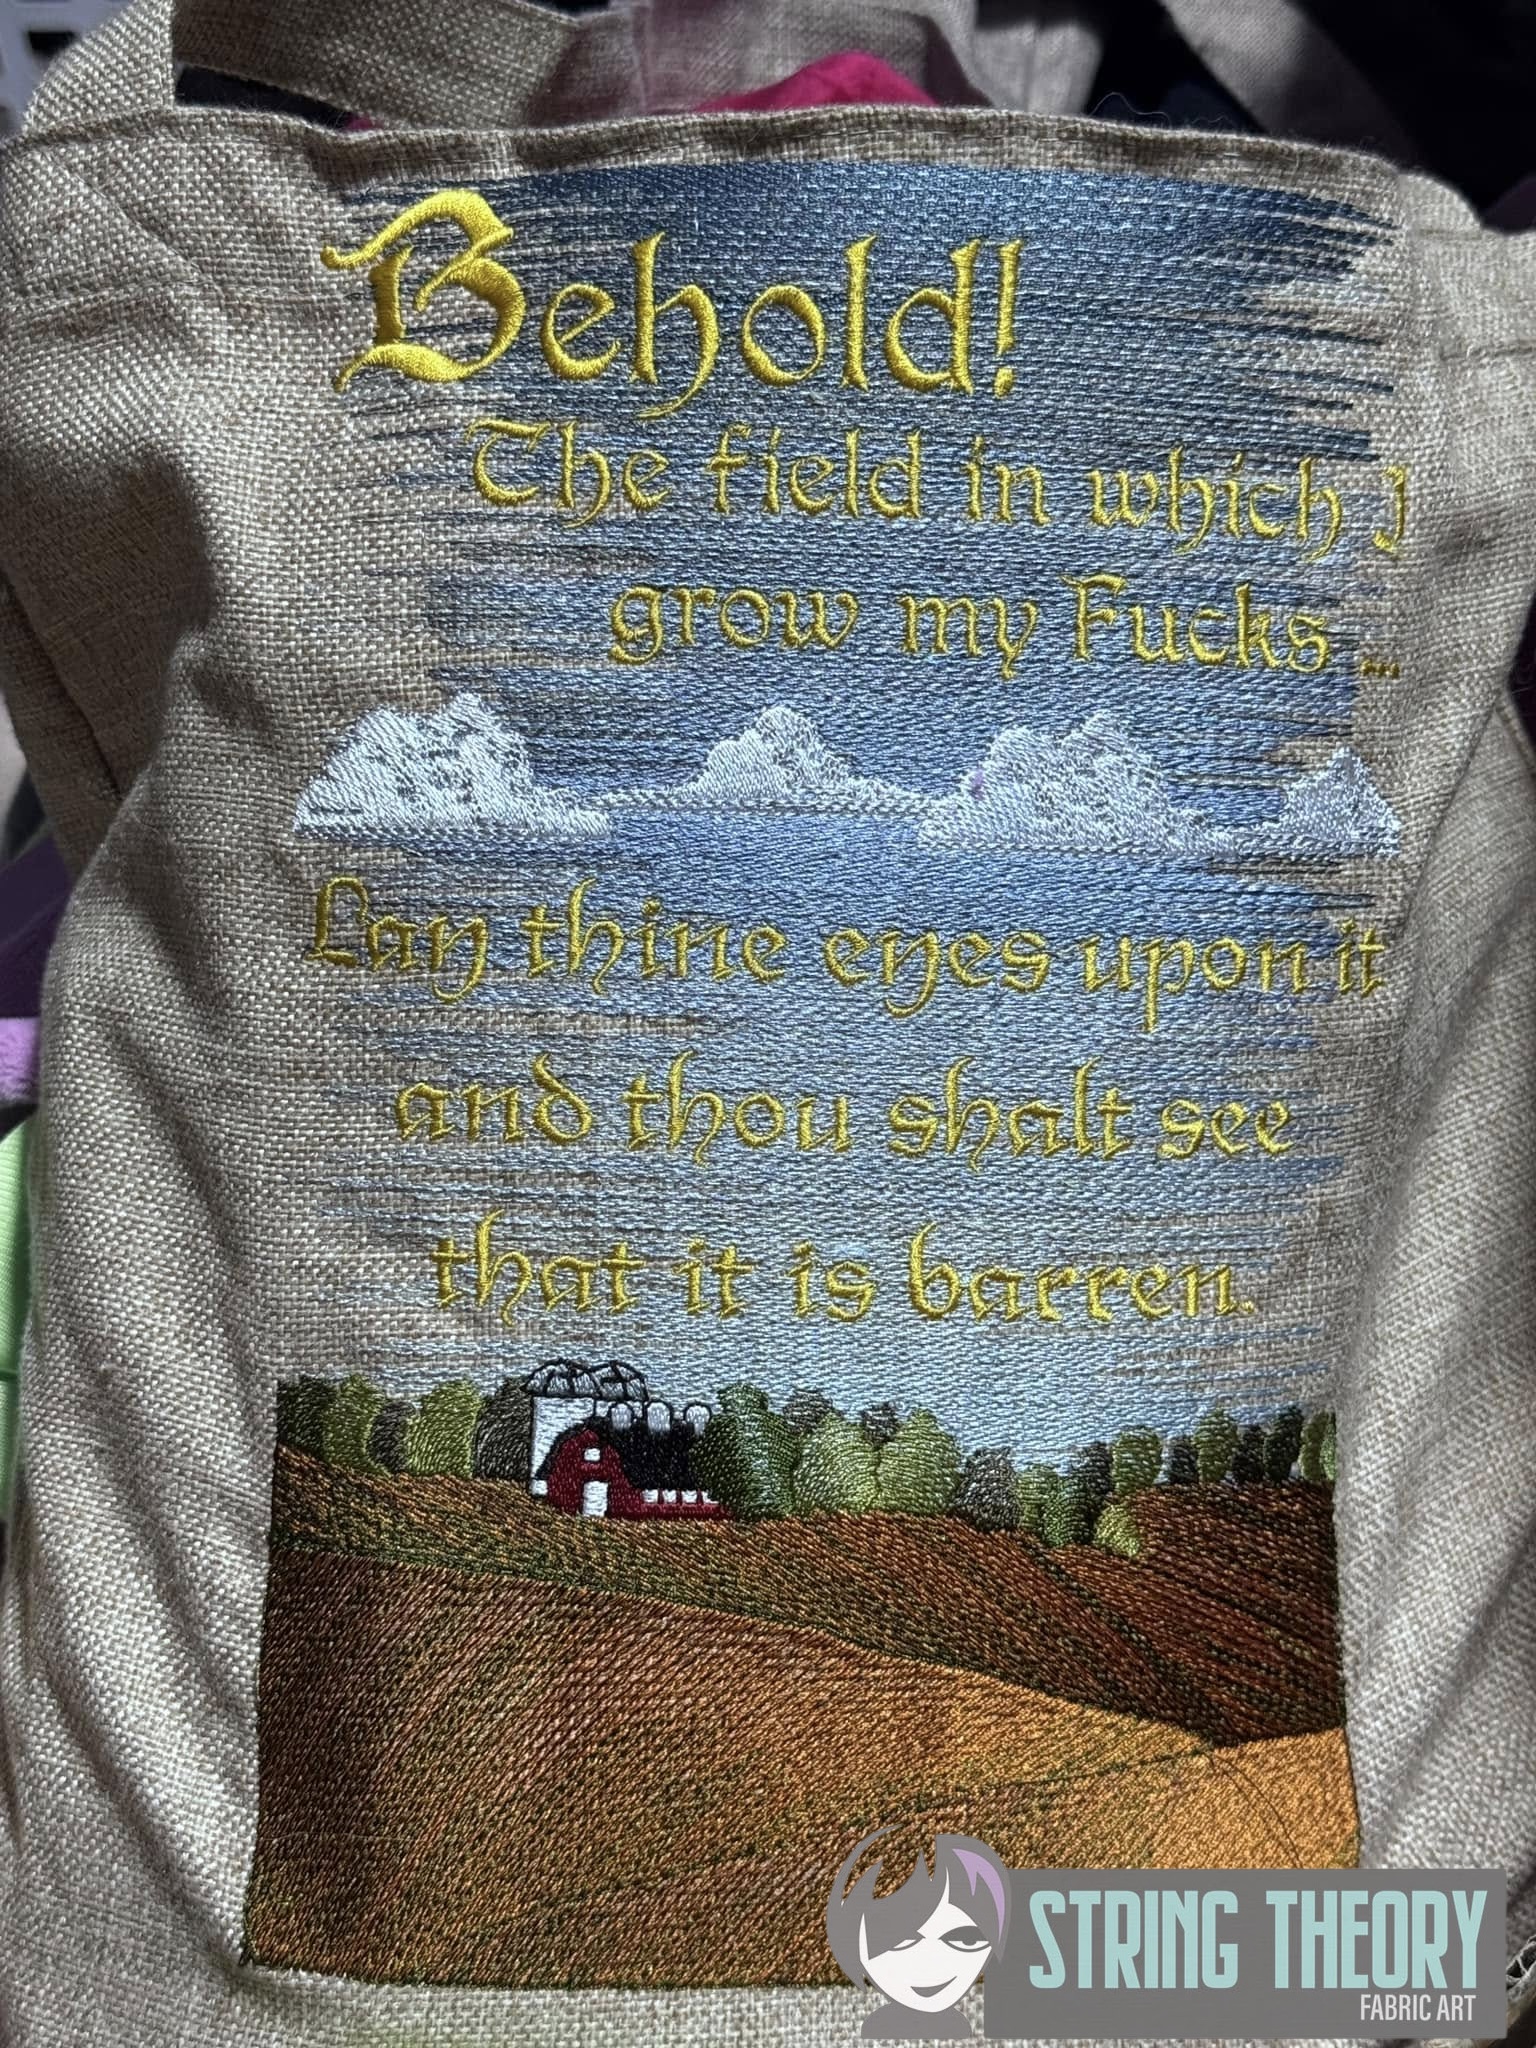 Behold!
The field in which I
grow my Fucks ...
Lay thine eyes upon it
and thou shalt see
that it is barren.
STRING THEORY
FABRIC ART